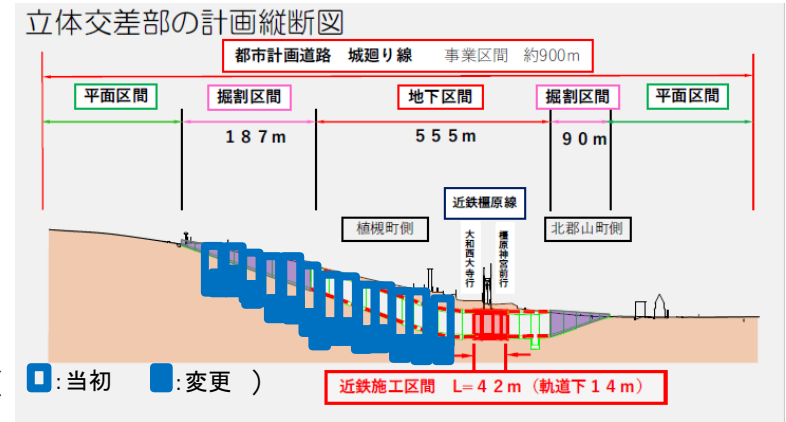 立体交差部の計画縦断図
都市計画道路 城廻り線 事業区間 約900m
平面区間 掘割区間 地下区間 掘割区間 平面区間
187m 555m 90m
近鉄橿原線
植槻町側 大和西大寺行 橿原神宮前行 北郡山町側
:当初 :変更 )
近鉄施工区間 L=42m(軌道下14m)